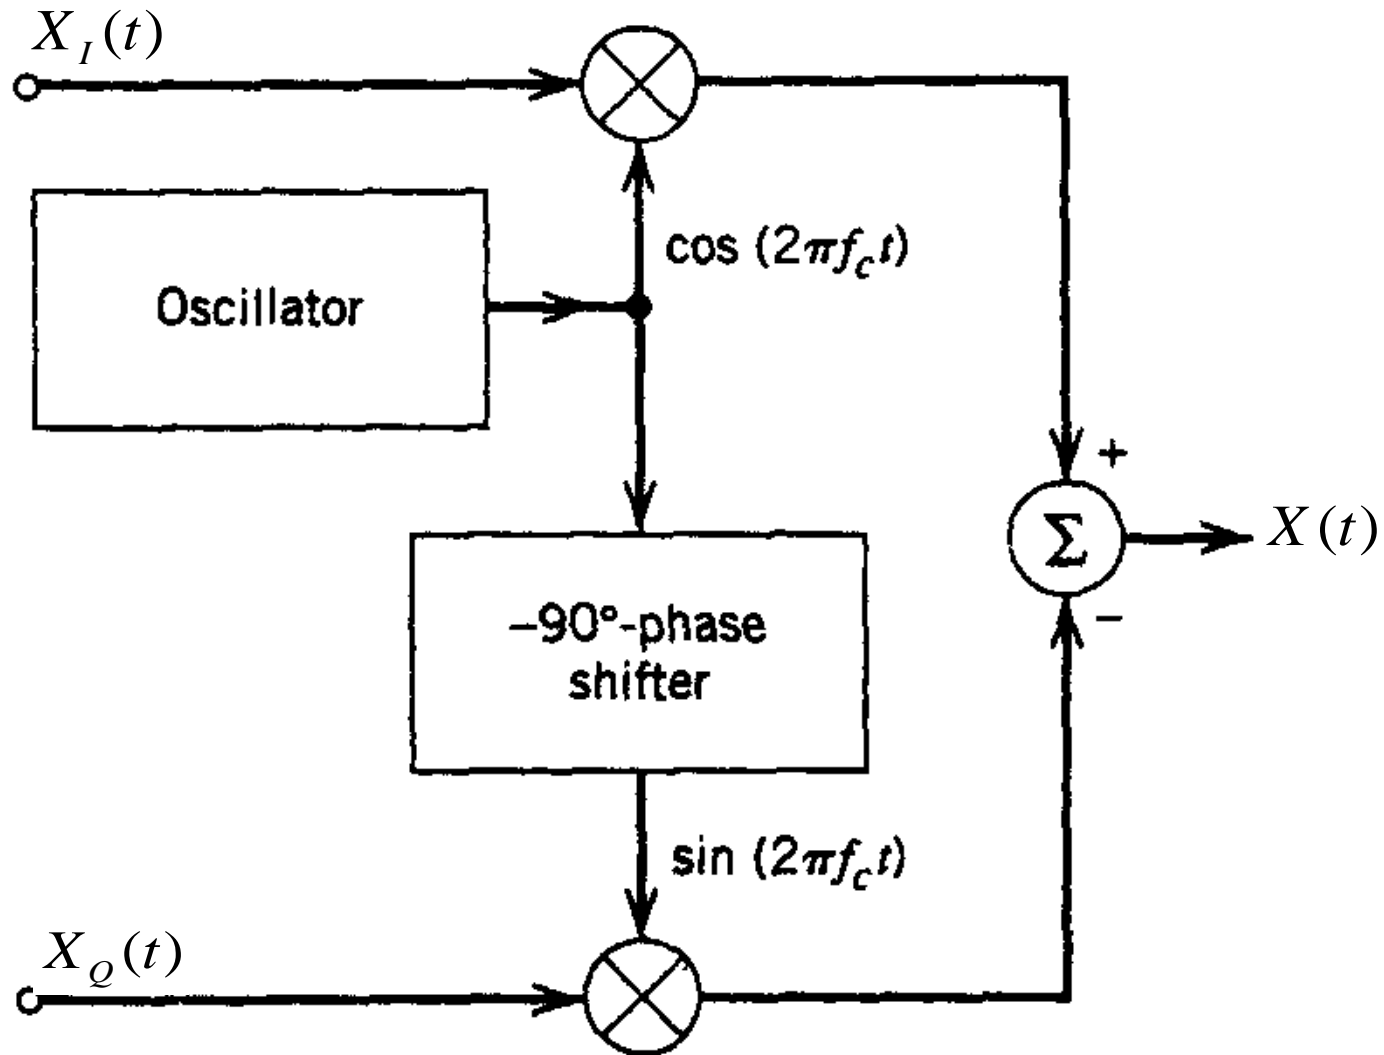 X_I(t)
cos (2πf_c t)
Oscillator
+
Σ
X(t)
−90°-phase
shifter
−
sin (2πf_c t)
X_Q(t)